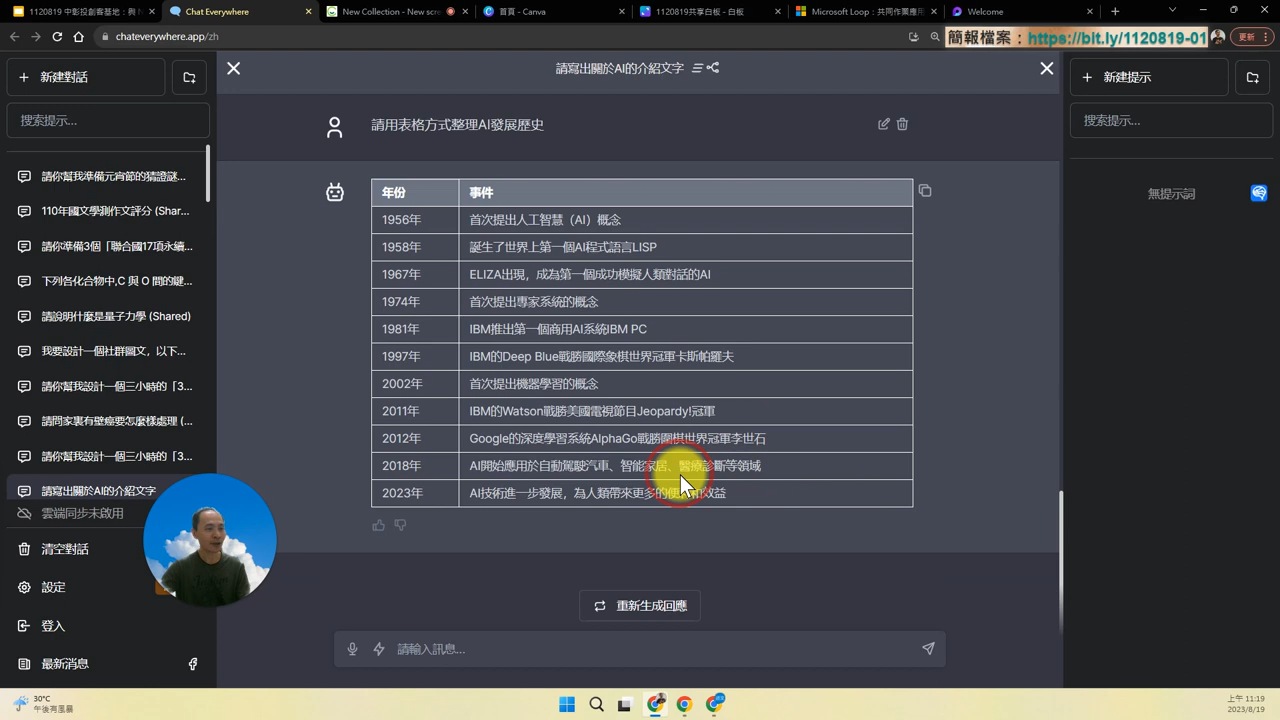 1120819 中彰投創客基地：與 M
Chat Everywhere
New Collection - New scre
首頁 - Canva
1120819共享白板 - 白板
Microsoft Loop：共同作業應用
Welcome
chateverywhere.app/zh
簡報檔案：https://bit.ly/1120819-01
更新
新建對話
請寫出關於AI的介紹文字
新建提示
搜索提示...
搜索提示...
請用表格方式整理AI發展歷史
請你幫我準備元宵節的猜燈謎...
110年國文學測作文評分 (Shar...
請你準備3個「聯合國17項永續...
下列各化合物中,C 與 O 間的鍵...
請說明什麼是量子力學 (Shared)
我要設計一個社群圖文，以下...
請你幫我設計一個三小時的「3...
請問家裏有壁癌要怎麼樣處理 (...
請你幫我設計一個三小時的「3...
請寫出關於AI的介紹文字
雲端同步未啟用
清空對話
設定
登入
最新消息
無提示詞
年份 事件
1956年 首次提出人工智慧（AI）概念
1958年 誕生了世界上第一個AI程式語言LISP
1967年 ELIZA出現，成為第一個成功模擬人類對話的AI
1974年 首次提出專家系統的概念
1981年 IBM推出第一個商用AI系統IBM PC
1997年 IBM的Deep Blue戰勝國際象棋世界冠軍卡斯帕羅夫
2002年 首次提出機器學習的概念
2011年 IBM的Watson戰勝美國電視節目Jeopardy!冠軍
2012年 Google的深度學習系統AlphaGo戰勝圍棋世界冠軍李世石
2018年 AI開始應用於自動駕駛汽車、智能家居、醫療診斷等領域
2023年 AI技術進一步發展，為人類帶來更多的便利和效益
重新生成回應
請輸入訊息...
30°C
午後有風暴
上午 11:19
2023/8/19